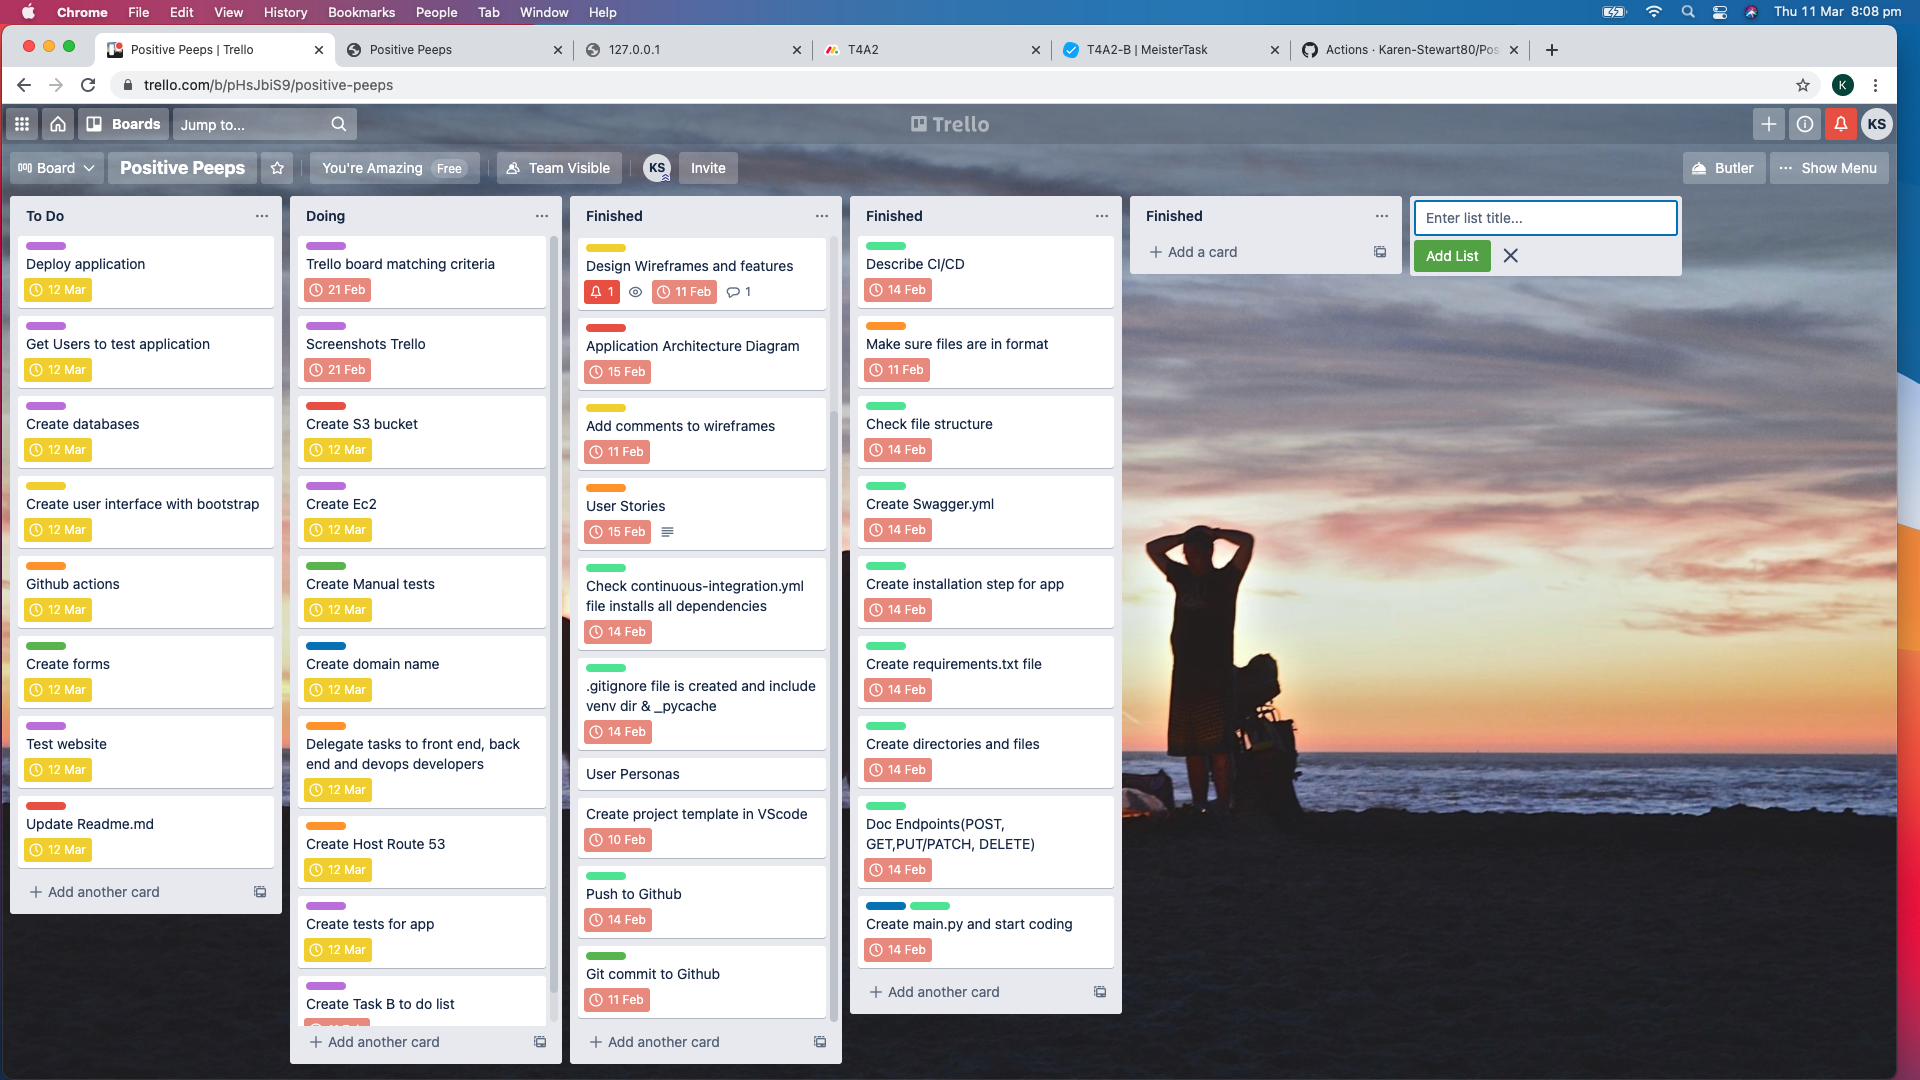 Chrome File Edit View History Bookmarks People Tab Window Help
Thu 11 Mar 8:08 pm
Positive Peeps | Trello
Positive Peeps
127.0.0.1
T4A2
T4A2-B | MeisterTask
Actions · Karen-Stewart80/Pos
trello.com/b/pHsJbiS9/positive-peeps
K
Boards
Jump to...
Trello
KS
Board
Positive Peeps
You're Amazing Free
Team Visible
KS
Invite
Butler
Show Menu
To Do
Deploy application
12 Mar
Get Users to test application
12 Mar
Create databases
12 Mar
Create user interface with bootstrap
12 Mar
Github actions
12 Mar
Create forms
12 Mar
Test website
12 Mar
Update Readme.md
12 Mar
Add another card
Doing
Trello board matching criteria
21 Feb
Screenshots Trello
21 Feb
Create S3 bucket
12 Mar
Create Ec2
12 Mar
Create Manual tests
12 Mar
Create domain name
12 Mar
Delegate tasks to front end, back
end and devops developers
12 Mar
Create Host Route 53
12 Mar
Create tests for app
12 Mar
Create Task B to do list
Add another card
Finished
Design Wireframes and features
1 11 Feb 1
Application Architecture Diagram
15 Feb
Add comments to wireframes
11 Feb
User Stories
15 Feb
Check continuous-integration.yml
file installs all dependencies
14 Feb
.gitignore file is created and include
venv dir & _pycache
14 Feb
User Personas
Create project template in VScode
10 Feb
Push to Github
14 Feb
Git commit to Github
11 Feb
Add another card
Finished
Describe CI/CD
14 Feb
Make sure files are in format
11 Feb
Check file structure
14 Feb
Create Swagger.yml
14 Feb
Create installation step for app
14 Feb
Create requirements.txt file
14 Feb
Create directories and files
14 Feb
Doc Endpoints(POST,
GET,PUT/PATCH, DELETE)
14 Feb
Create main.py and start coding
14 Feb
Add another card
Finished
Add a card
Enter list title...
Add List